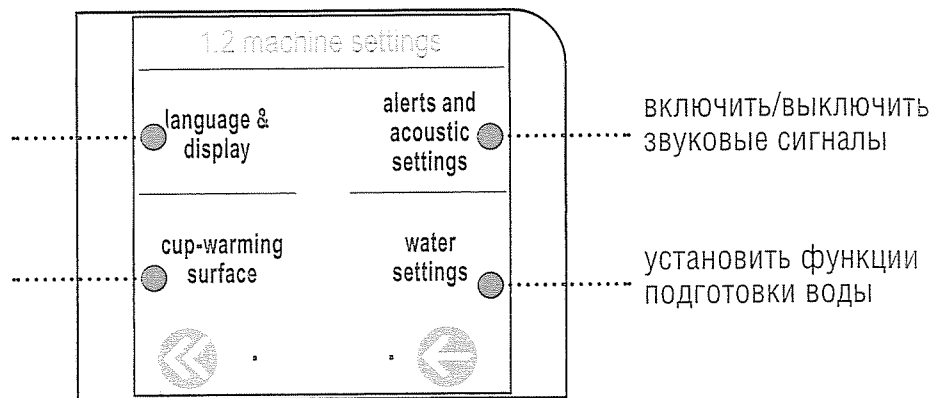 1.2 machine settings
language &
display
alerts and
acoustic
settings
включить/выключить
звуковые сигналы
cup-warming
surface
water
settings
установить функции
подготовки воды